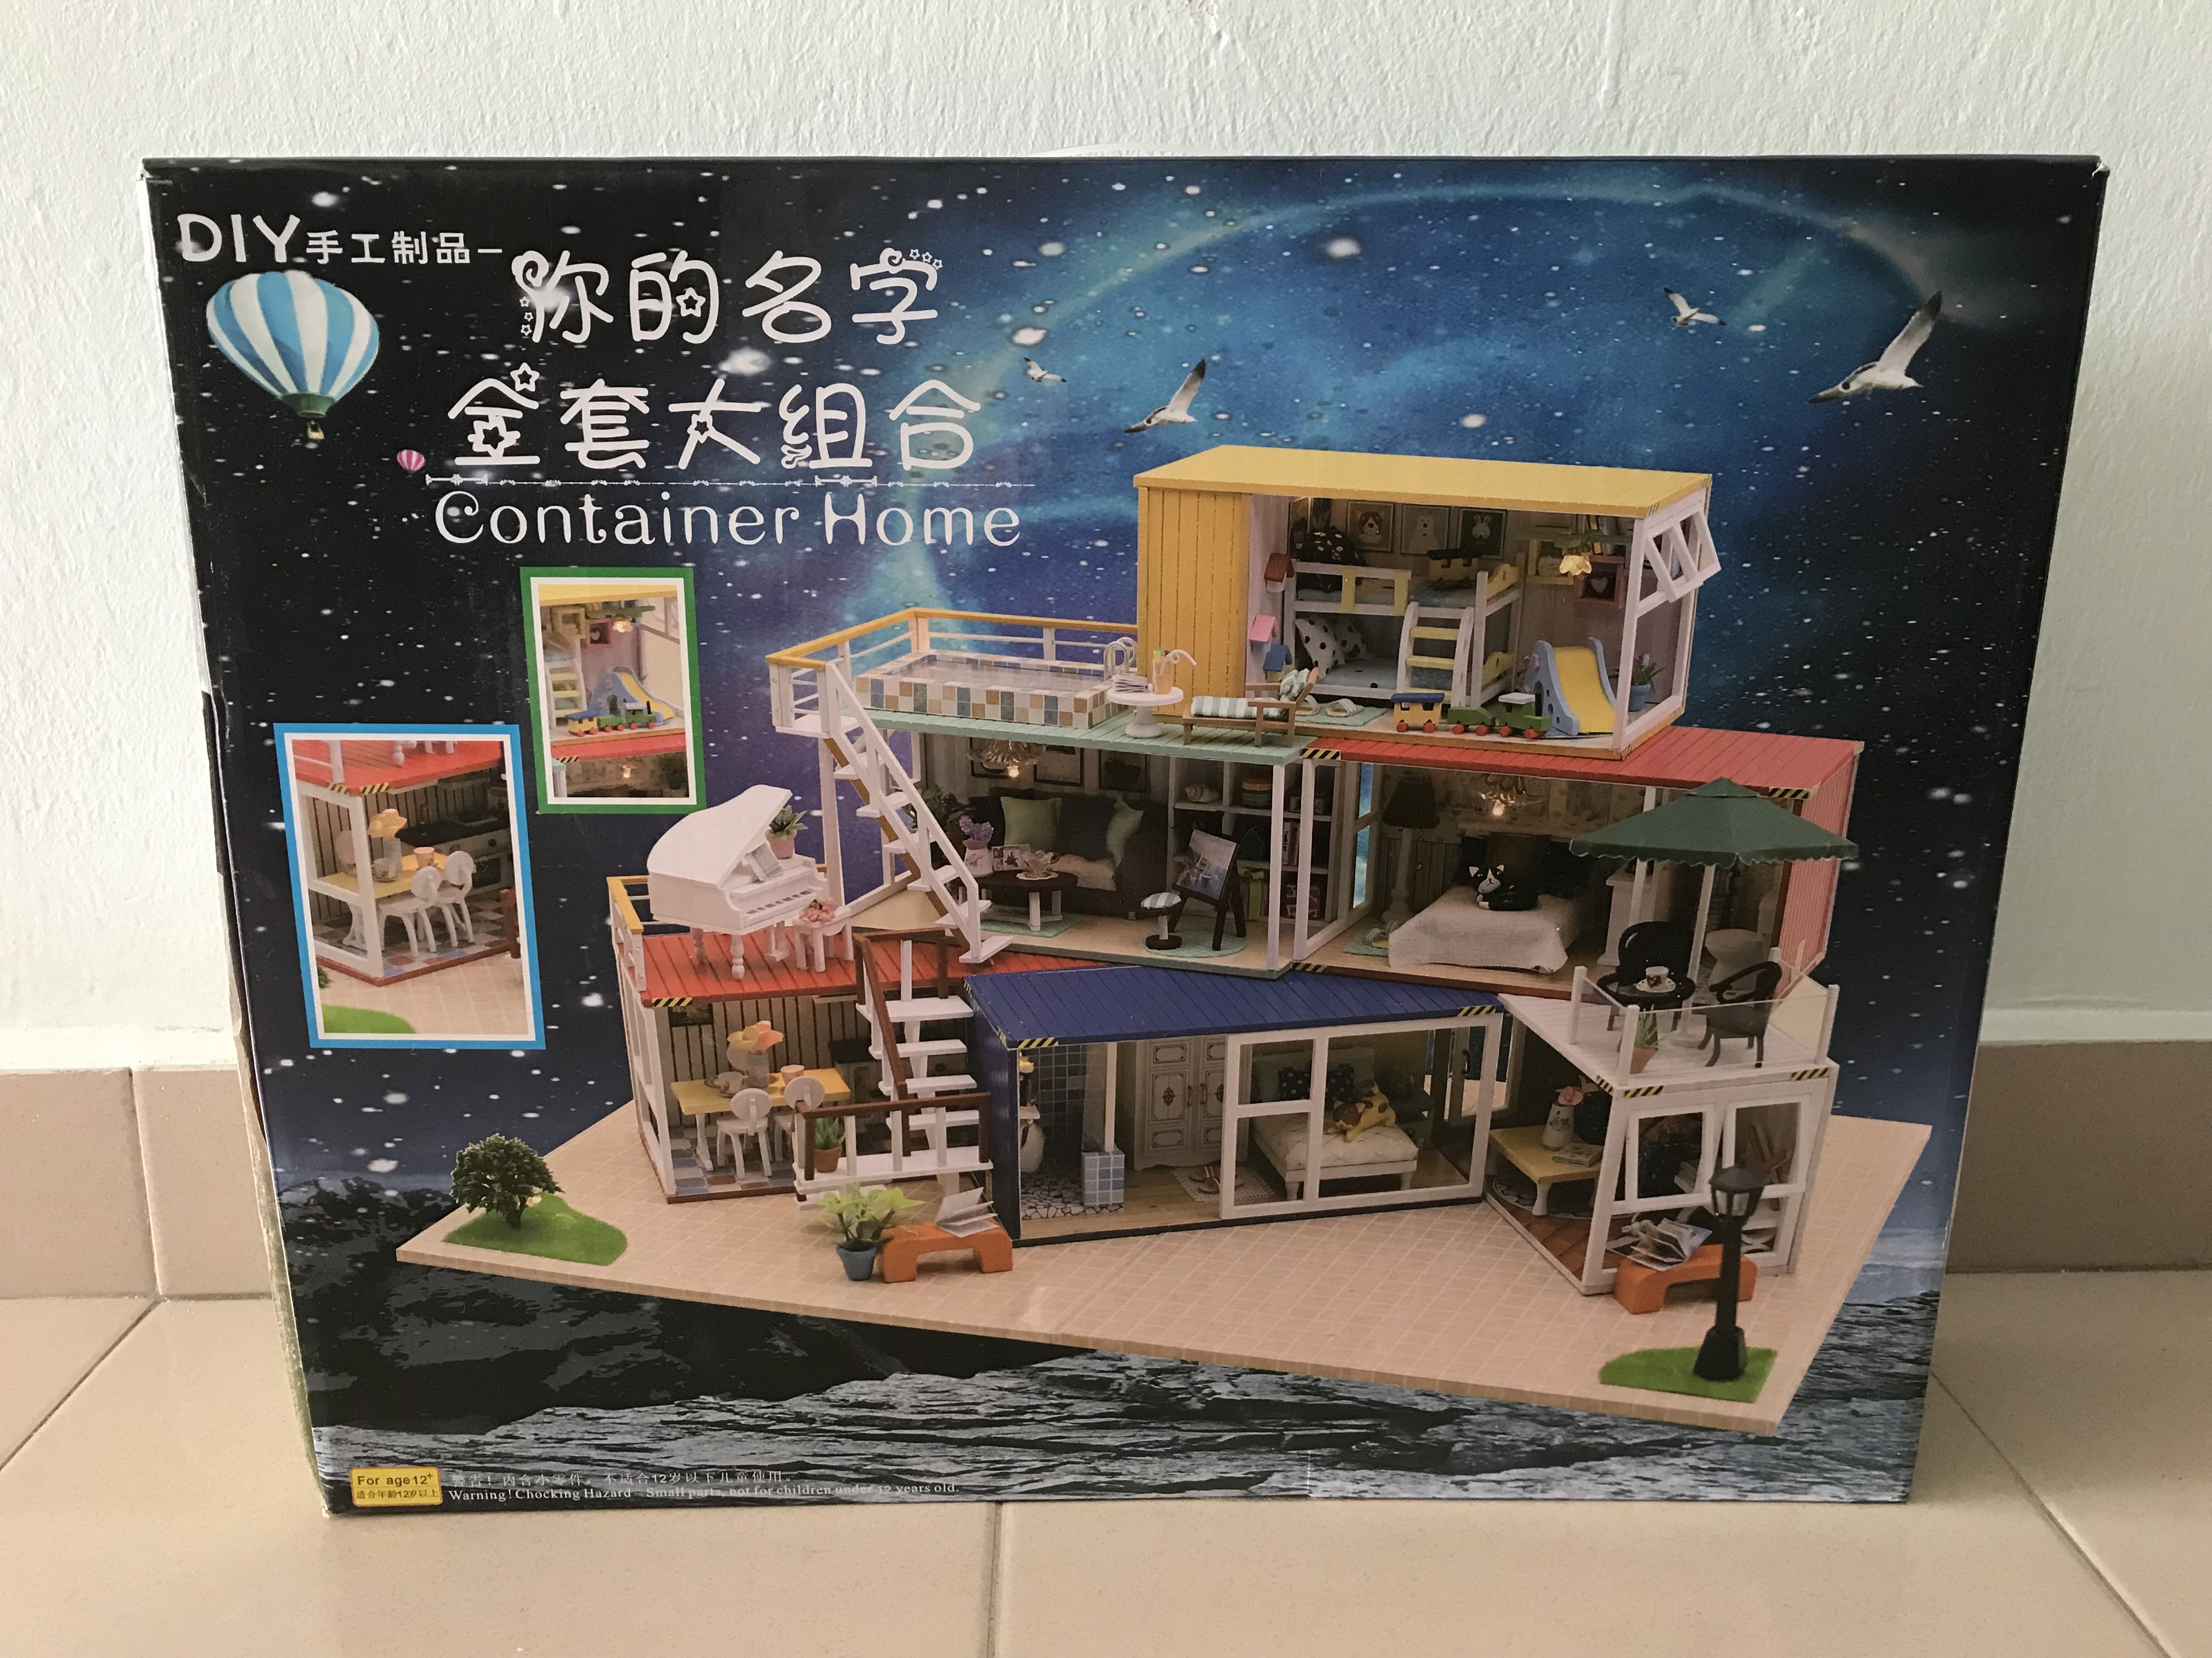 DIY手工制品一
你的名字
全套大组合
Container Home
For age12+
适合年龄12岁以上
警告！内含小零件，不适合12岁以下儿童使用。
Warning! Chocking Hazard - Small parts, not for children under 12 years old.